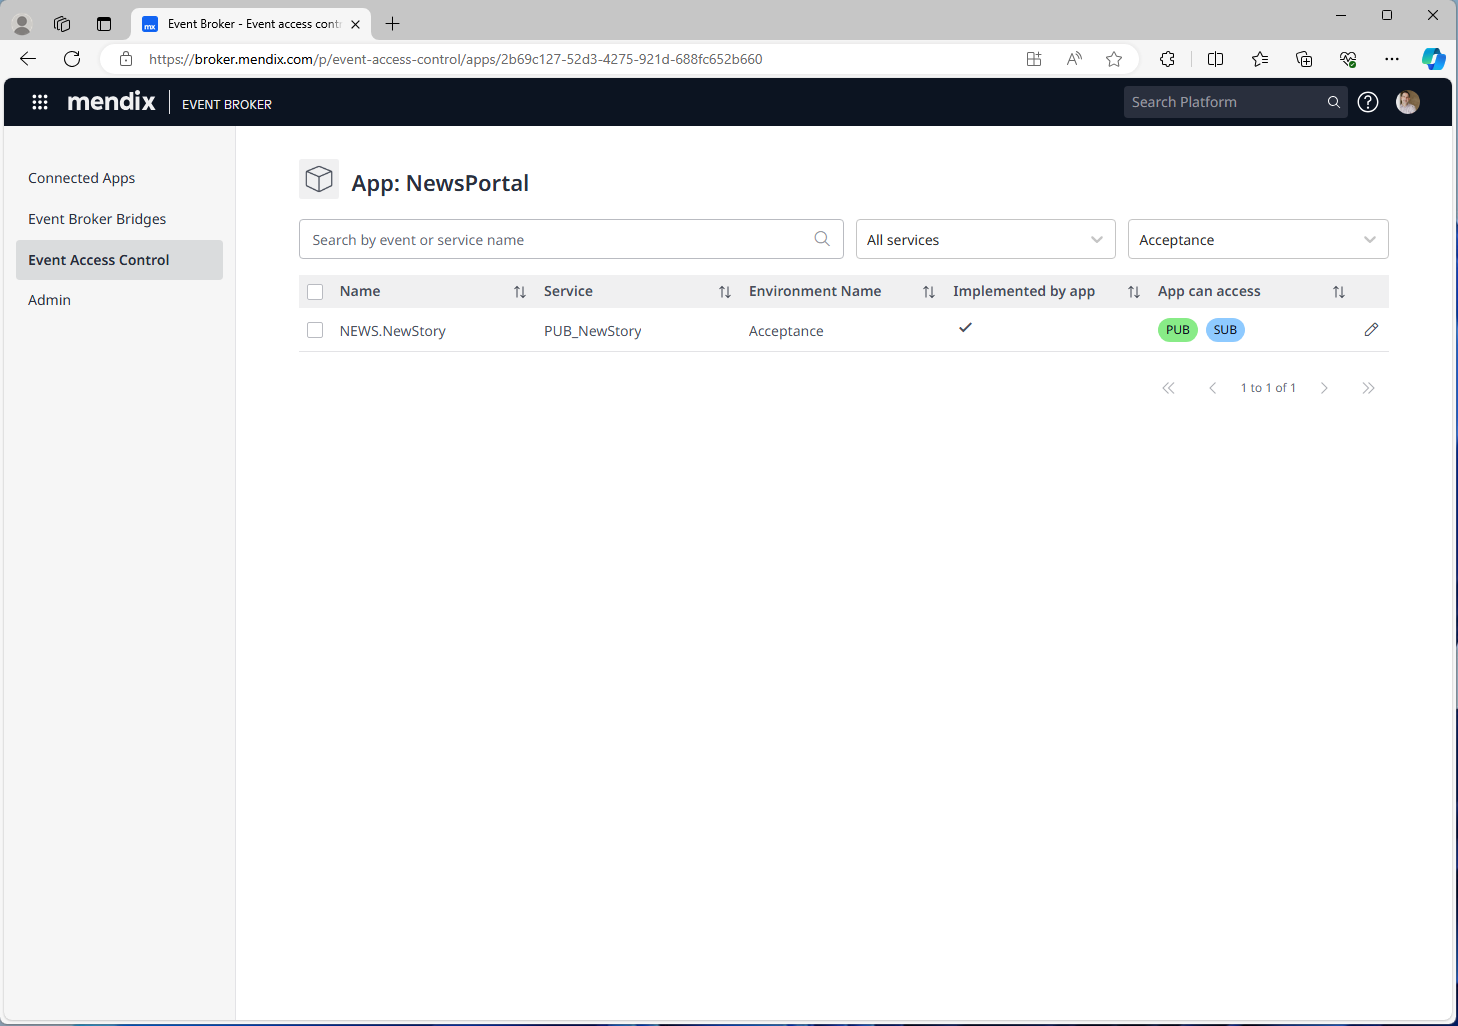 Event Broker - Event access cont
https://broker.mendix.com/p/event-access-control/apps/2b69c127-52d3-4275-921d-688fc652b660
mendix EVENT BROKER Search Platform
Connected Apps
Event Broker Bridges
Event Access Control
Admin
App: NewsPortal
Search by event or service name All services Acceptance
Name Service Environment Name Implemented by app App can access
NEWS.NewStory PUB_NewStory Acceptance PUB SUB
1 to 1 of 1